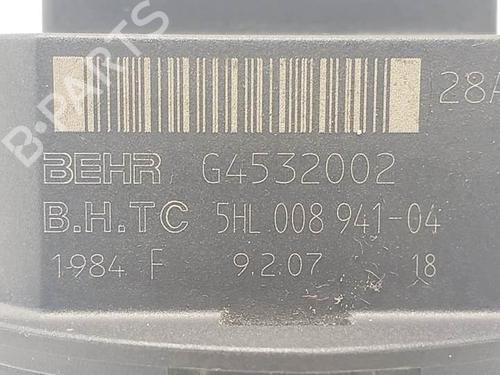 B-PARTS
28A
BEHR G4532002
B.H.TC 5HL 008 941-04
1984 F 9.2.07 18